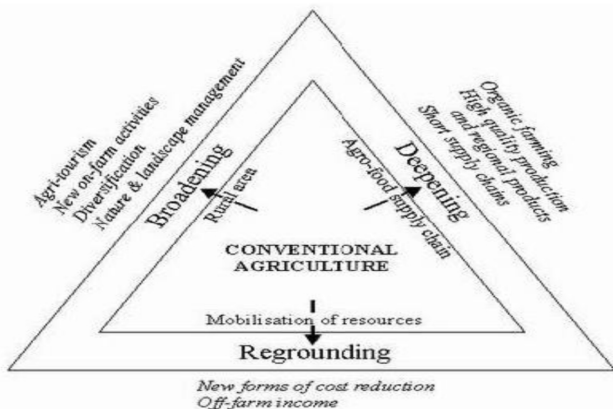 Agri-tourism
New on-farm activities
Diversification
Nature & landscape management
Broadening
Rural area
Organic farming
High quality production
and regional products
Short supply chains
Deepening
Agro-food supply chain
CONVENTIONAL
AGRICULTURE
Mobilisation of resources
Regrounding
New forms of cost reduction
Off-farm income